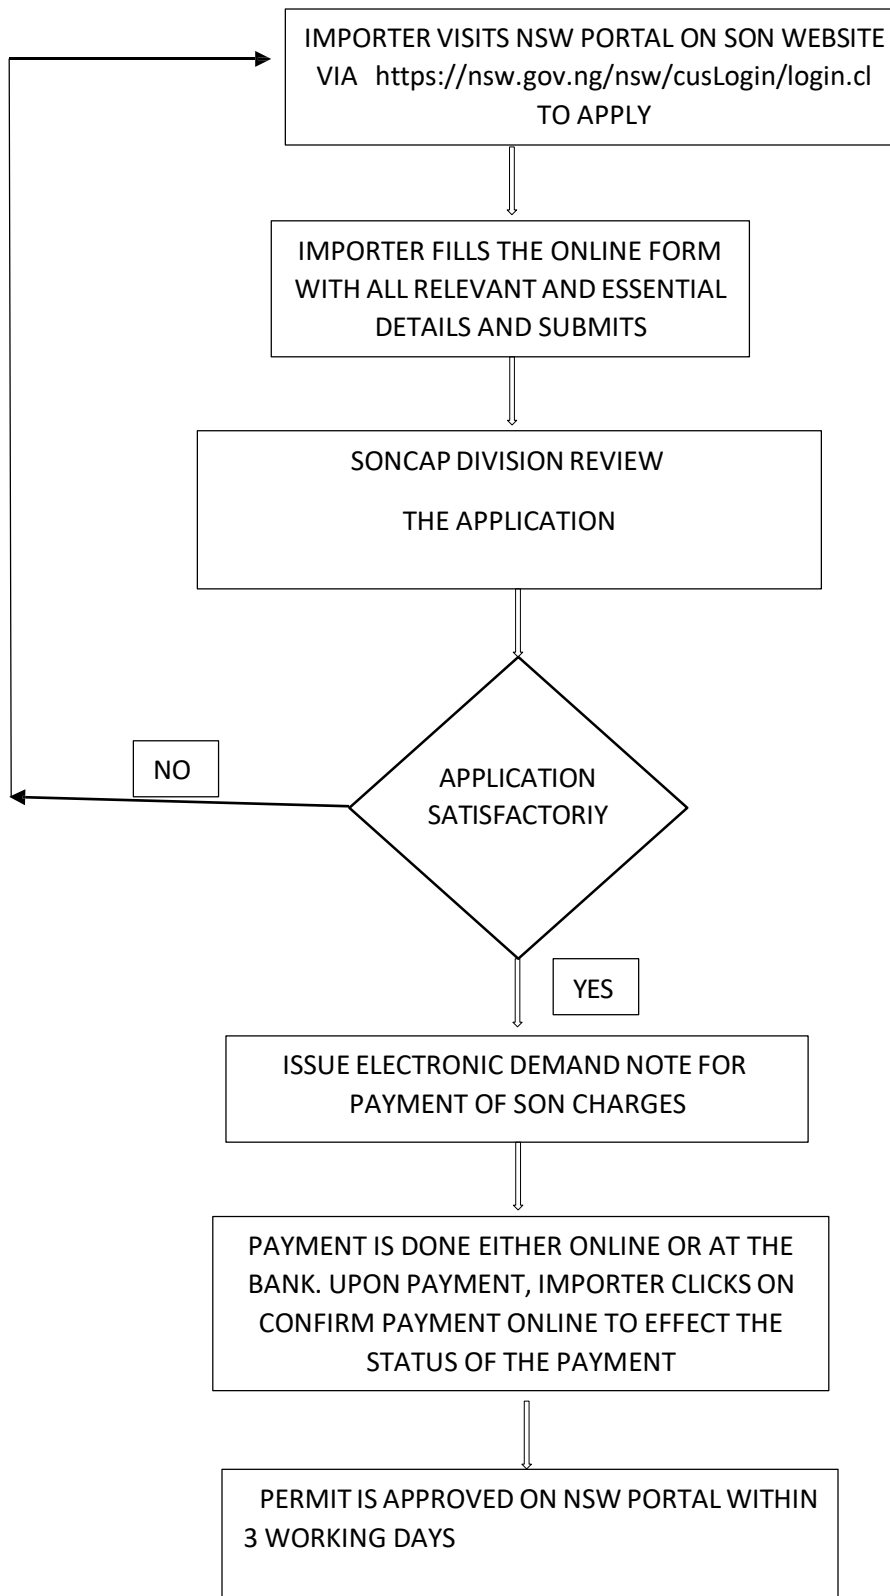 IMPORTER VISITS NSW PORTAL ON SON WEBSITE
VIA https://nsw.gov.ng/nsw/cusLogin/login.cl
TO APPLY
IMPORTER FILLS THE ONLINE FORM
WITH ALL RELEVANT AND ESSENTIAL
DETAILS AND SUBMITS
SONCAP DIVISION REVIEW
THE APPLICATION
NO
APPLICATION
SATISFACTORIY
YES
ISSUE ELECTRONIC DEMAND NOTE FOR
PAYMENT OF SON CHARGES
PAYMENT IS DONE EITHER ONLINE OR AT THE
BANK. UPON PAYMENT, IMPORTER CLICKS ON
CONFIRM PAYMENT ONLINE TO EFFECT THE
STATUS OF THE PAYMENT
PERMIT IS APPROVED ON NSW PORTAL WITHIN
3 WORKING DAYS